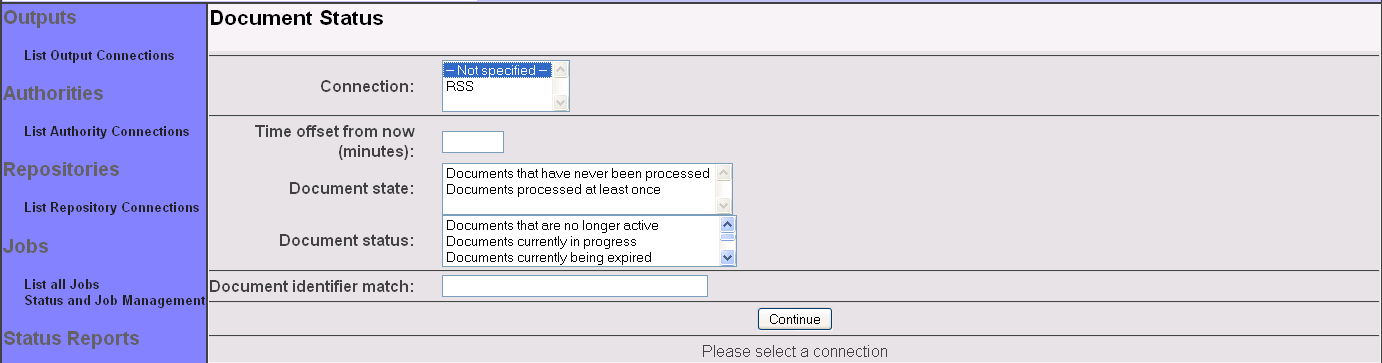 Outputs
List Output Connections
Authorities
List Authority Connections
Repositories
List Repository Connections
Jobs
List all Jobs
Status and Job Management
Status Reports
Document Status
Connection:
-- Not specified --
RSS
Time offset from now
(minutes):
Document state:
Documents that have never been processed
Documents processed at least once
Document status:
Documents that are no longer active
Documents currently in progress
Documents currently being expired
Document identifier match:
Continue
Please select a connection